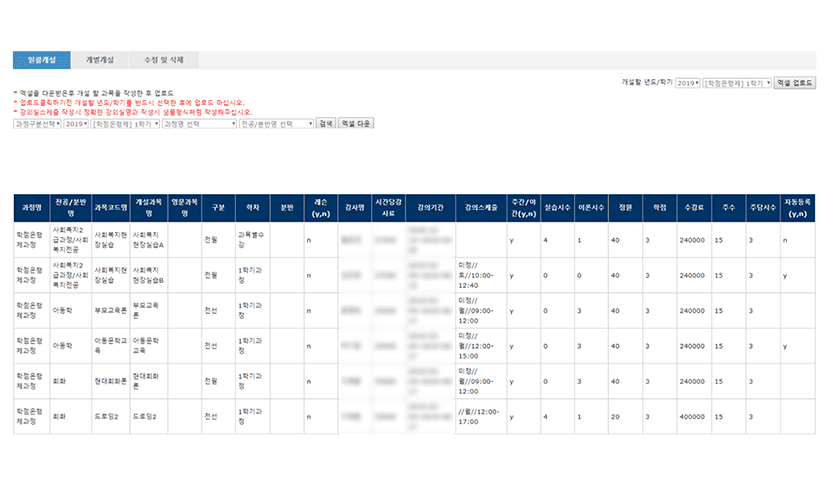 일괄개설 개별개설 수정 및 삭제
개설할 년도/학기 2019 [학점은행제] 1학기 엑셀 업로드
* 엑셀을 다운받은후 개설 할 과목을 작성한 후 업로드
* 업로드클릭하기전 개설할 년도/학기를 반드시 선택한 후에 업로드 하십시오.
* 강의실스케줄 작성시 정확한 강의실명과 작성시 샘플형식처럼 작성해주십시오.
과정구분선택 2019 [학점은행제] 1학기 과정명 선택 전공/분반명 선택 검색 엑셀 다운
과정명 전공/분반명 과목코드명 개설과목명 영문과목명 구분 학차 분반 레슨(y,n) 강사명 시간당강사료 강의기간 강의스케줄 주간/야간(y,n) 실습시수 이론시수 정원 학점 수강료 주수 주당시수 자동등록(y,n)
학점은행제과정 사회복지2급과정/사회복지전공 사회복지현장실습 사회복지현장실습A 전필 과목별수강 n y 4 1 40 3 240000 15 3 n
학점은행제과정 사회복지2급과정/사회복지전공 사회복지현장실습 사회복지현장실습B 전필 1학기과정 n 미정//토//10:00-12:40 y 0 0 40 3 240000 15 3 y
학점은행제과정 아동학 부모교육론 부모교육론 전선 1학기과정 n 미정//월//09:00-12:00 y 0 3 40 3 240000 15 3
학점은행제과정 아동학 아동문학교육 아동문학교육 전선 1학기과정 n 미정//월//12:00-15:00 y 0 3 40 3 240000 15 3 y
학점은행제과정 회화 현대회화론 현대회화론 전필 1학기과정 n 미정//월//09:00-12:00 y 0 3 40 3 240000 15 3
학점은행제과정 회화 드로잉2 드로잉2 전선 1학기과정 n //월//12:00-17:00 y 4 1 20 3 400000 15 3